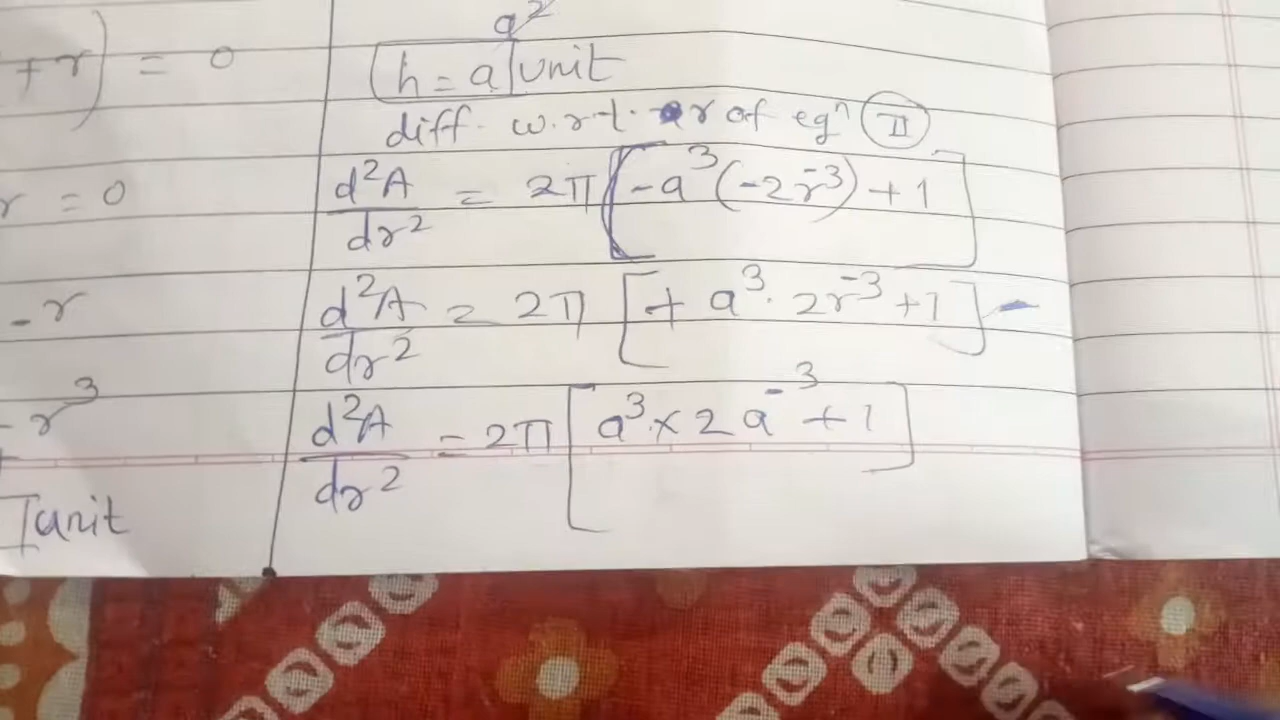 +r) = 0
r = 0
-r
-r³
] unit
a²
h = a unit
diff. w.r.t. r of eqⁿ II
d²A/dr² = 2π[-a³(-2r⁻³)+1]
d²A/dr² = 2π[+a³.2r⁻³+1]
d²A/dr² = 2π[a³×2a⁻³+1]